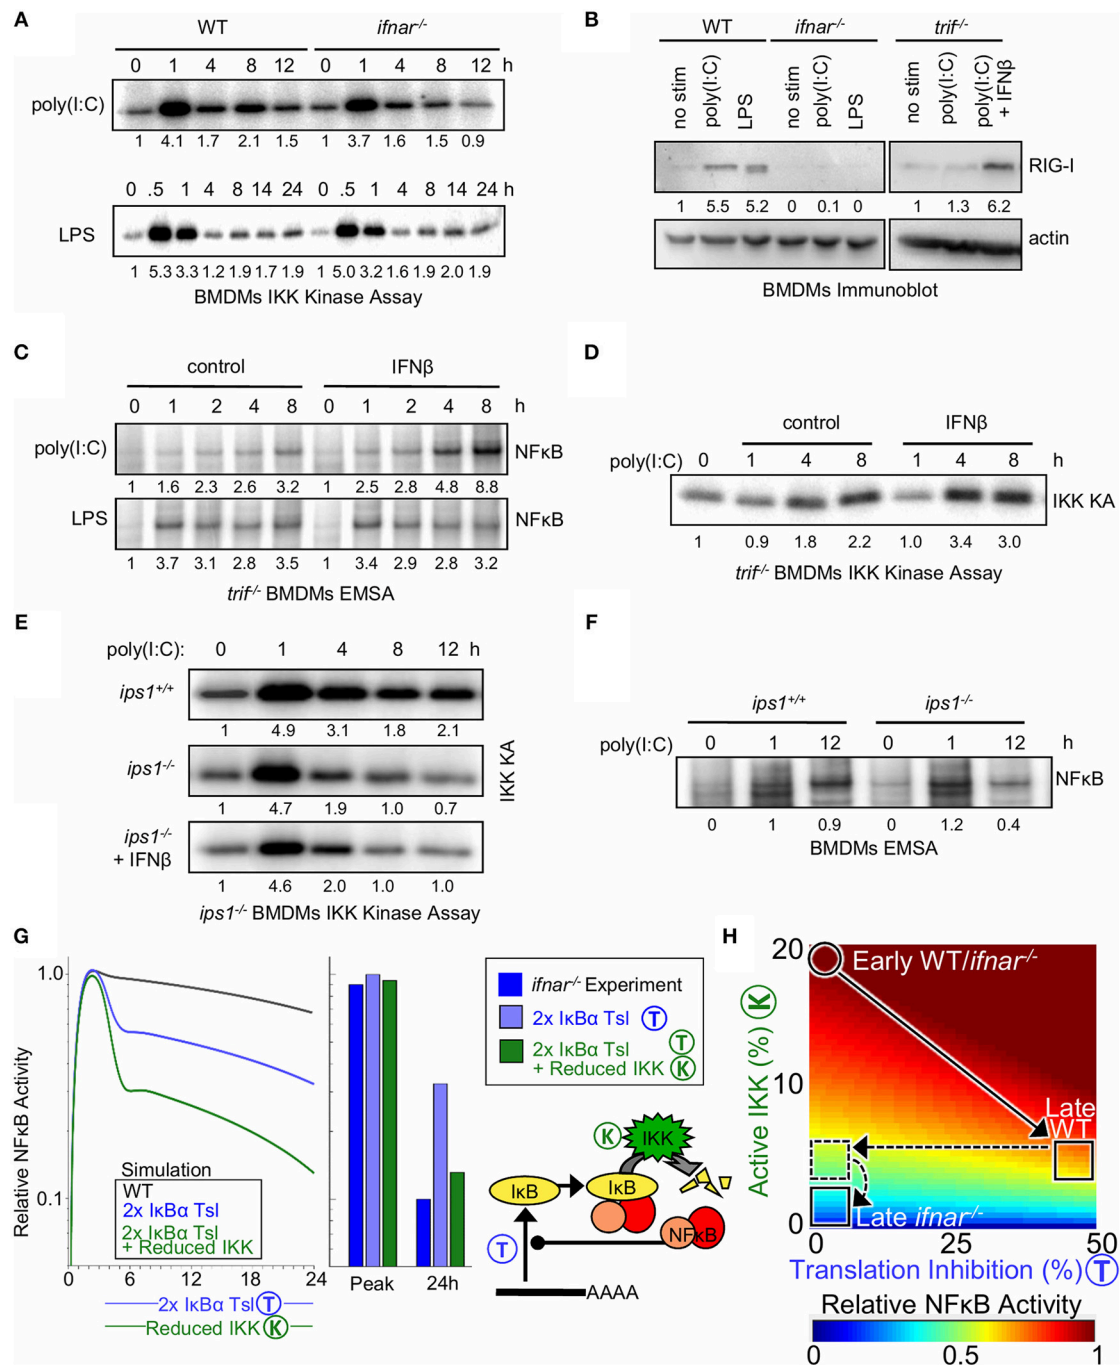 A
WT ifnar-/-
0 1 4 8 12 0 1 4 8 12 h
poly(I:C)
1 4.1 1.7 2.1 1.5 1 3.7 1.6 1.5 0.9
0 .5 1 4 8 14 24 0 .5 1 4 8 14 24 h
LPS
1 5.3 3.3 1.2 1.9 1.7 1.9 1 5.0 3.2 1.6 1.9 2.0 1.9
BMDMs IKK Kinase Assay
B
WT ifnar-/- trif-/-
no stim poly(I:C) LPS no stim poly(I:C) LPS no stim poly(I:C) poly(I:C) + IFNβ
RIG-I
1 5.5 5.2 0 0.1 0 1 1.3 6.2
actin
BMDMs Immunoblot
C
control IFNβ
0 1 2 4 8 0 1 2 4 8 h
poly(I:C) NFκB
1 1.6 2.3 2.6 3.2 1 2.5 2.8 4.8 8.8
LPS NFκB
1 3.7 3.1 2.8 3.5 1 3.4 2.9 2.8 3.2
trif-/- BMDMs EMSA
D
control IFNβ
poly(I:C) 0 1 4 8 1 4 8 h
IKK KA
1 0.9 1.8 2.2 1.0 3.4 3.0
trif-/- BMDMs IKK Kinase Assay
E
poly(I:C): 0 1 4 8 12 h
ips1+/+
1 4.9 3.1 1.8 2.1
ips1-/-
1 4.7 1.9 1.0 0.7
ips1-/-
+ IFNβ
1 4.6 2.0 1.0 1.0
IKK KA
ips1-/- BMDMs IKK Kinase Assay
F
ips1+/+ ips1-/-
poly(I:C) 0 1 12 0 1 12 h
NFκB
0 1 0.9 0 1.2 0.4
BMDMs EMSA
G
Relative NFκB Activity
1.0
0.1
Simulation
WT
2x IκBα Tsl
2x IκBα Tsl
+ Reduced IKK
0 6 12 18 24
2x IκBα Tsl T
Reduced IKK K
Peak 24h
ifnar-/- Experiment
2x IκBα Tsl T
2x IκBα Tsl T
+ Reduced IKK K
K IKK
IκB IκB
NFκB
T
AAAA
H
Active IKK (%) K
20
10
0
Early WT/ifnar-/-
Late
WT
Late ifnar-/-
0 25 50
Translation Inhibition (%) T
Relative NFκB Activity
0 0.5 1